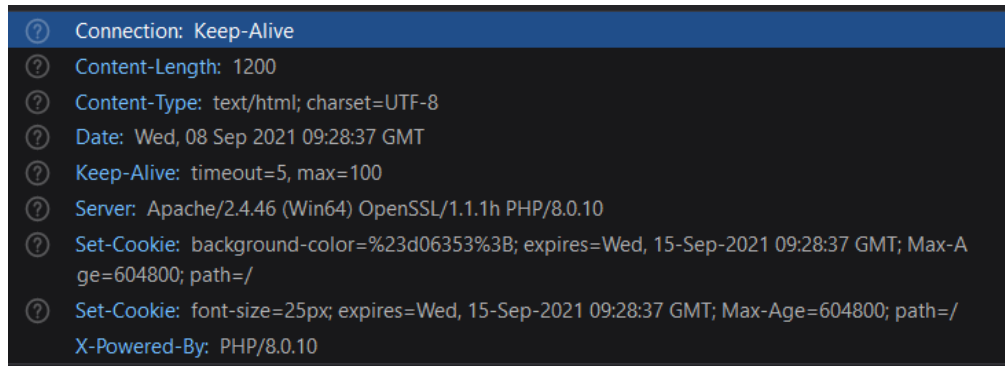 Connection: Keep-Alive
Content-Length: 1200
Content-Type: text/html; charset=UTF-8
Date: Wed, 08 Sep 2021 09:28:37 GMT
Keep-Alive: timeout=5, max=100
Server: Apache/2.4.46 (Win64) OpenSSL/1.1.1h PHP/8.0.10
Set-Cookie: background-color=%23d06353%3B; expires=Wed, 15-Sep-2021 09:28:37 GMT; Max-A
ge=604800; path=/
Set-Cookie: font-size=25px; expires=Wed, 15-Sep-2021 09:28:37 GMT; Max-Age=604800; path=/
X-Powered-By: PHP/8.0.10